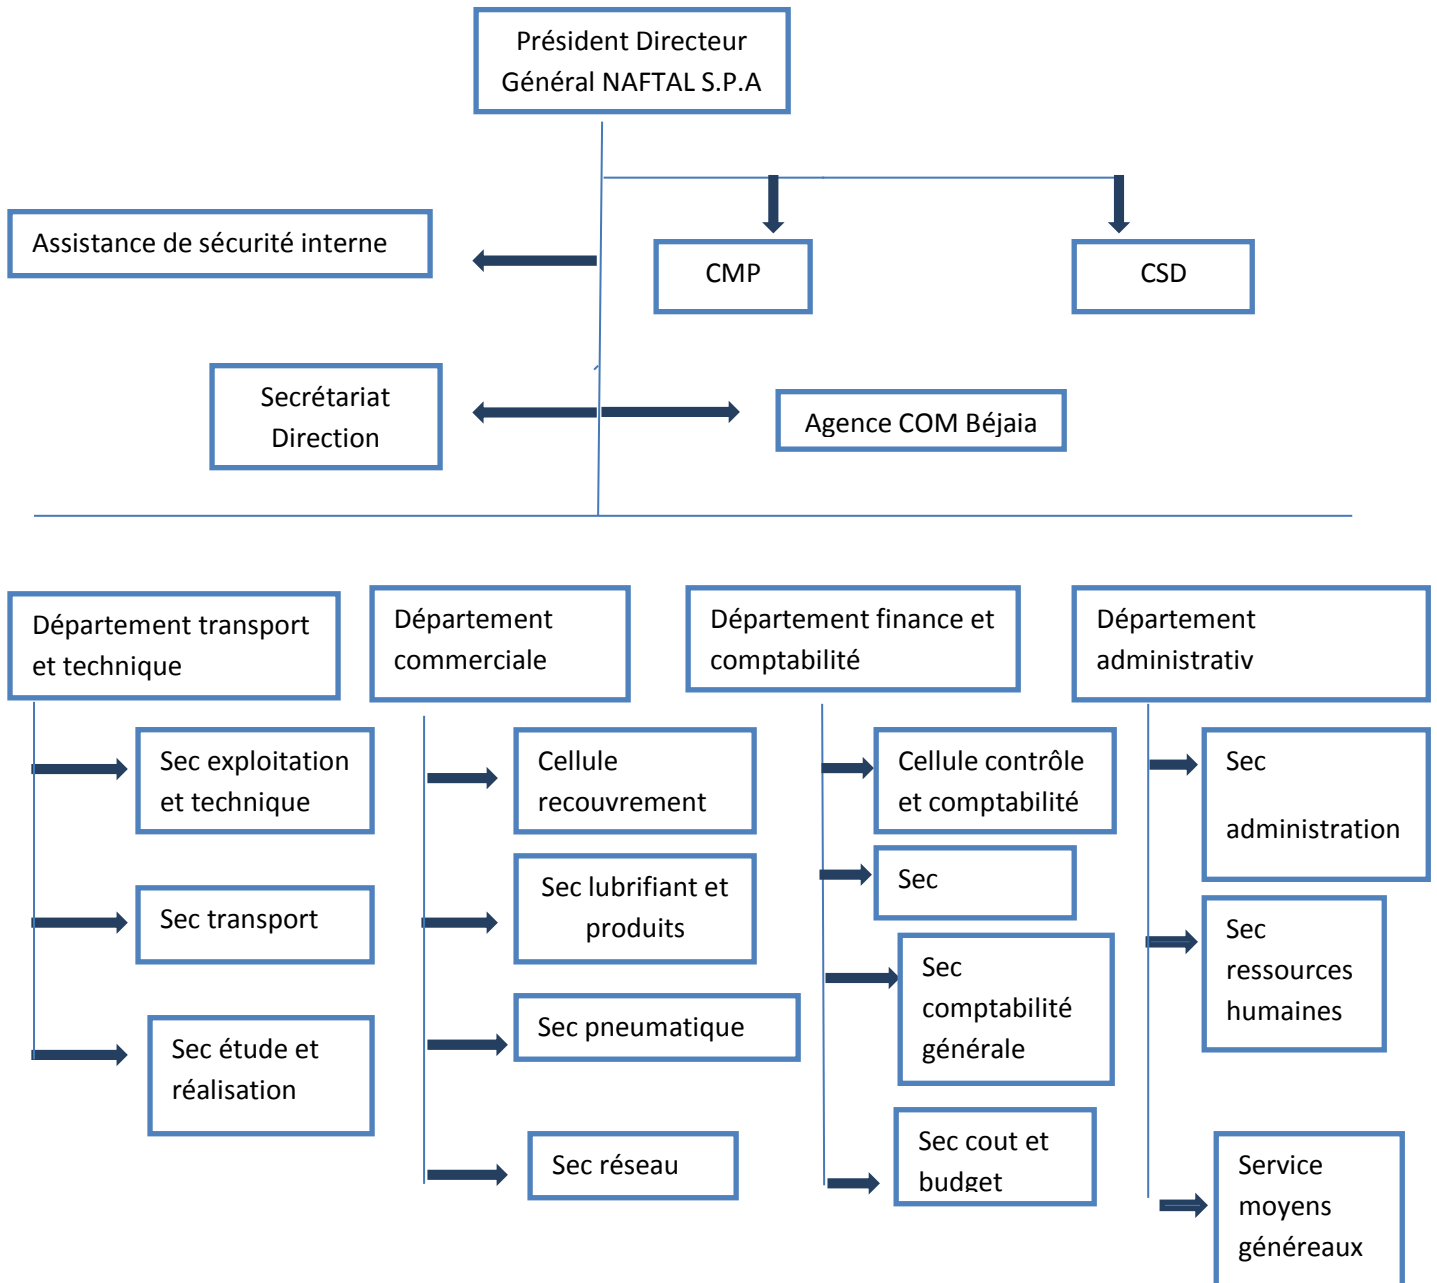 Président Directeur
Général NAFTAL S.P.A
Assistance de sécurité interne
CMP
CSD
Secrétariat
Direction
Agence COM Béjaia
Département transport
et technique
Département
commerciale
Département finance et
comptabilité
Département
administrativ
Sec exploitation
et technique
Sec transport
Sec étude et
réalisation
Cellule
recouvrement
Sec lubrifiant et
produits
Sec pneumatique
Sec réseau
Cellule contrôle
et comptabilité
Sec
Sec
comptabilité
générale
Sec cout et
budget
Sec
administration
Sec
ressources
humaines
Service
moyens
généreaux